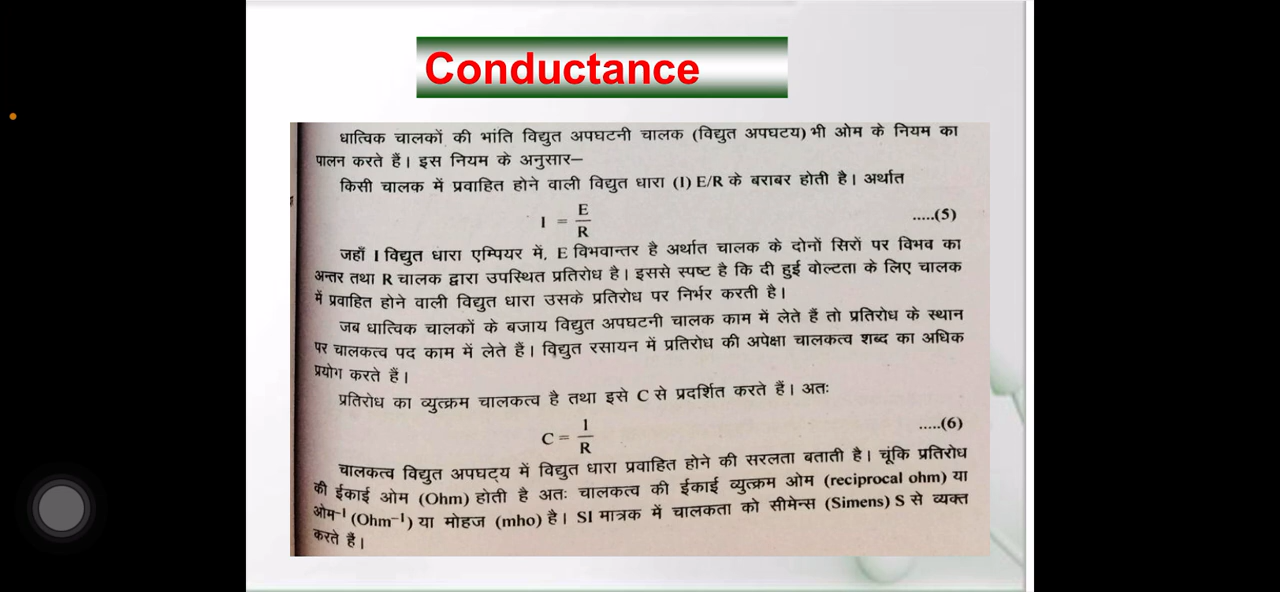 Conductance
धात्विक चालकों की भांति विद्युत अपघटनी चालक (विद्युत अपघटय) भी ओम के नियम का
पालन करते हैं। इस नियम के अनुसार–
किसी चालक में प्रवाहित होने वाली विद्युत धारा (I) E/R के बराबर होती है। अर्थात
I = E/R .....(5)
जहाँ I विद्युत धारा एम्पियर में, E विभवान्तर है अर्थात चालक के दोनों सिरों पर विभव का
अन्तर तथा R चालक द्वारा उपस्थित प्रतिरोध है। इससे स्पष्ट है कि दी हुई वोल्टता के लिए चालक
में प्रवाहित होने वाली विद्युत धारा उसके प्रतिरोध पर निर्भर करती है।
जब धात्विक चालकों के बजाय विद्युत अपघटनी चालक काम में लेते हैं तो प्रतिरोध के स्थान
पर चालकत्व पद काम में लेते हैं। विद्युत रसायन में प्रतिरोध की अपेक्षा चालकत्व शब्द का अधिक
प्रयोग करते हैं।
प्रतिरोध का व्युत्क्रम चालकत्व है तथा इसे C से प्रदर्शित करते हैं। अतः
C = 1/R .....(6)
चालकत्व विद्युत अपघट्य में विद्युत धारा प्रवाहित होने की सरलता बताती है। चूंकि प्रतिरोध
की ईकाई ओम (Ohm) होती है अतः चालकत्व की ईकाई व्युत्क्रम ओम (reciprocal ohm) या
ओम⁻¹ (Ohm⁻¹) या मोहज (mho) है। SI मात्रक में चालकता को सीमेन्स (Simens) S से व्यक्त
करते हैं।